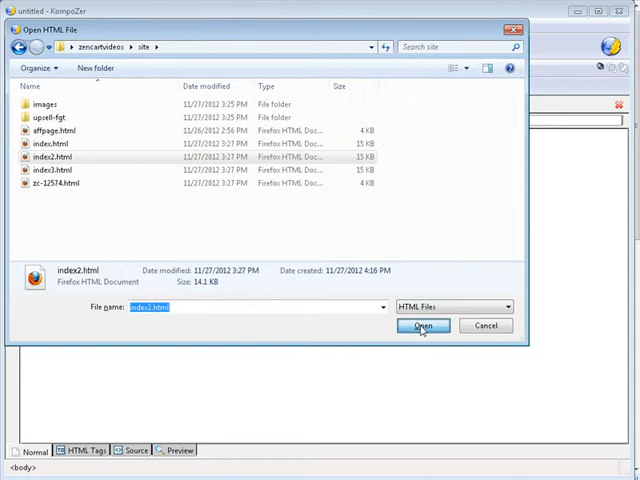 untitled - KompoZer
Open HTML File
zencartvideos
site
Search site
Organize
New folder
Name
Date modified
Type
Size
images
11/27/2012 3:25 PM
File folder
upsell-fgt
11/27/2012 3:25 PM
File folder
affpage.html
11/26/2012 2:56 PM
Firefox HTML Doc...
4 KB
index.html
11/27/2012 3:27 PM
Firefox HTML Doc...
15 KB
index2.html
11/27/2012 3:27 PM
Firefox HTML Doc...
15 KB
index3.html
11/27/2012 3:27 PM
Firefox HTML Doc...
15 KB
zc-12574.html
11/27/2012 3:27 PM
Firefox HTML Doc...
4 KB
index2.html
Date modified: 11/27/2012 3:27 PM
Date created: 11/27/2012 4:16 PM
Firefox HTML Document
Size: 14.1 KB
File name:
index2.html
HTML Files
Open
Cancel
Normal
TD
HTML Tags
Source
Preview
<body>